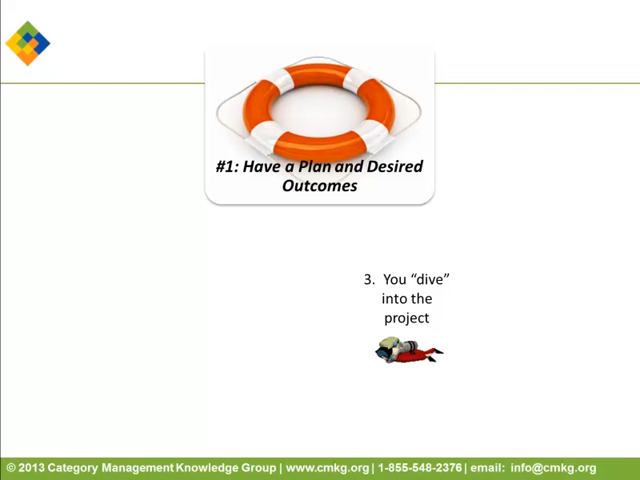 #1: Have a Plan and Desired
Outcomes
3. You “dive”
into the
project
© 2013 Category Management Knowledge Group | www.cmkg.org | 1-855-548-2376 | email: info@cmkg.org